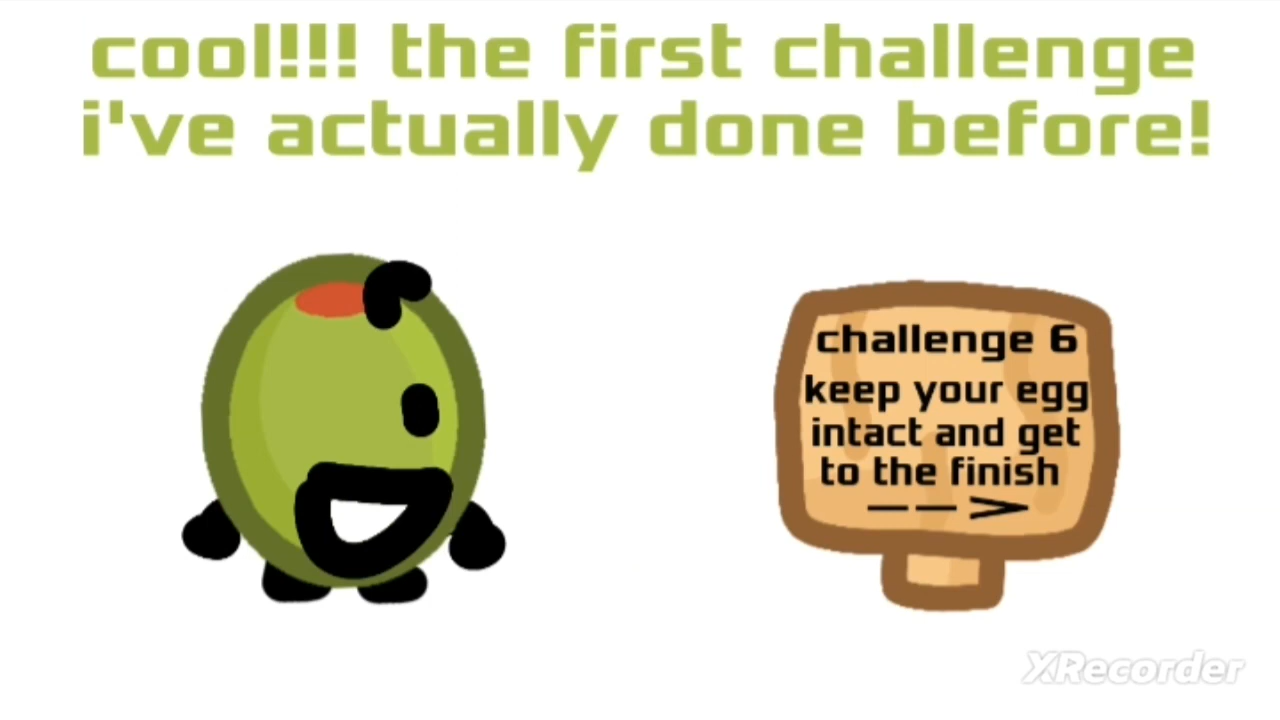 cool!!! the first challenge
i've actually done before!
challenge 6
keep your egg
intact and get
to the finish
-->
XRecorder